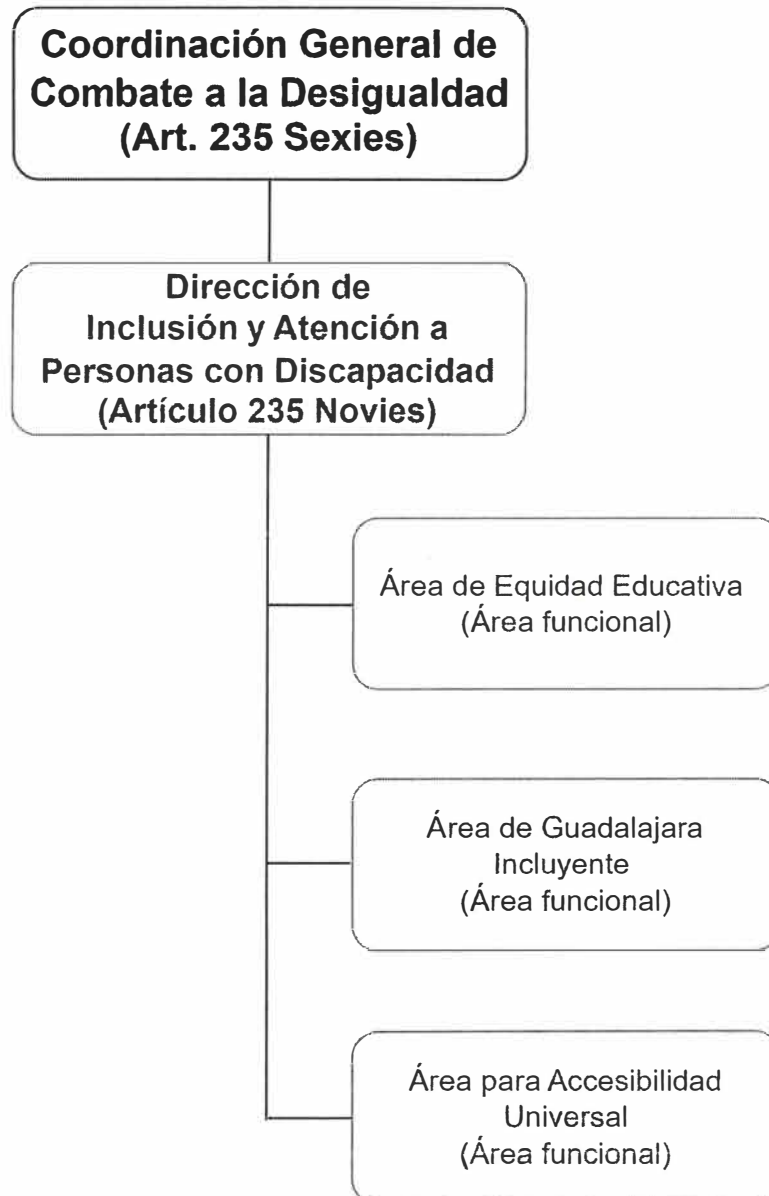 Coordinación General de
Combate a la Desigualdad
(Art. 235 Sexies)
Dirección de
Inclusión y Atención a
Personas con Discapacidad
(Artículo 235 Novies)
Área de Equidad Educativa
(Área funcional)
Área de Guadalajara
Incluyente
(Área funcional)
Área para Accesibilidad
Universal
(Área funcional)